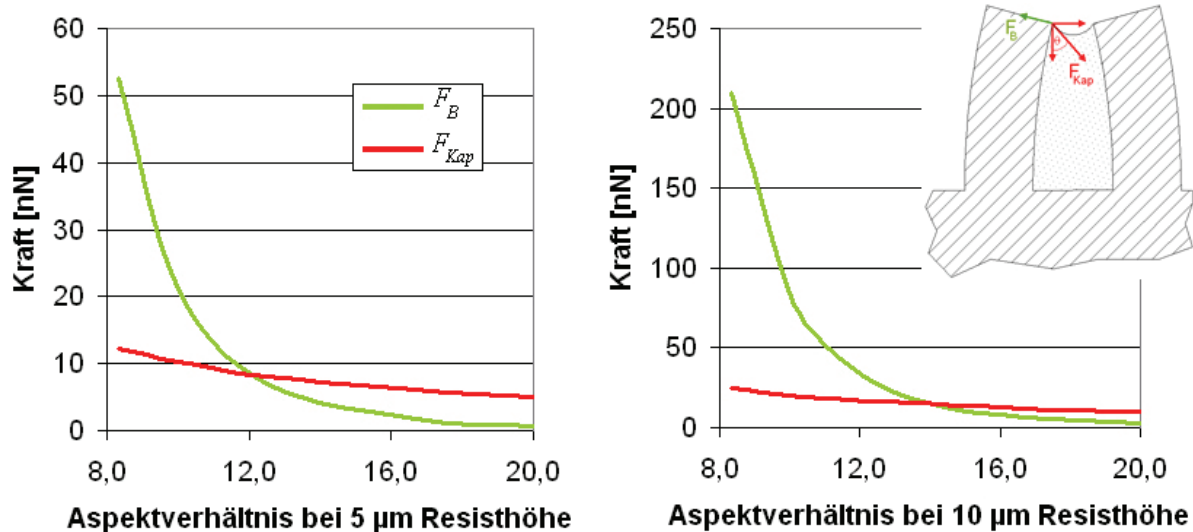 Kraft [nN]
60
50
40
30
20
10
0
8,0 12,0 16,0 20,0
Aspektverhältnis bei 5 µm Resisthöhe
F_B
F_Kap
Kraft [nN]
250
200
150
100
50
0
8,0 12,0 16,0 20,0
Aspektverhältnis bei 10 µm Resisthöhe
F_B
θ
F_Kap